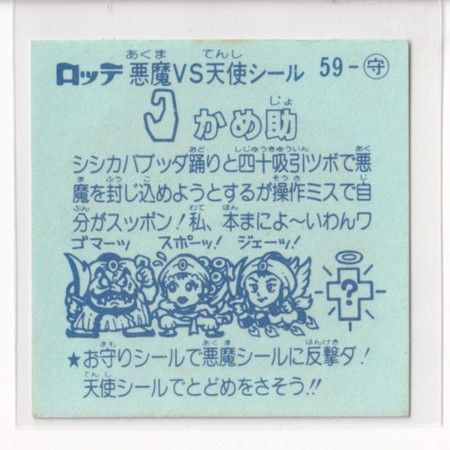 ロッテ 悪魔VS天使シール 59-守
かめ助
シシカバブッダ踊りと四十吸引ツボで悪
魔を封じ込めようとするが操作ミスで自
分がスッポン!私、本まによ〜いわんワ
ゴマーッ スポーッ! ジェーッ!
?
★お守りシールで悪魔シールに反撃ダ!
天使シールでとどめをさそう!!